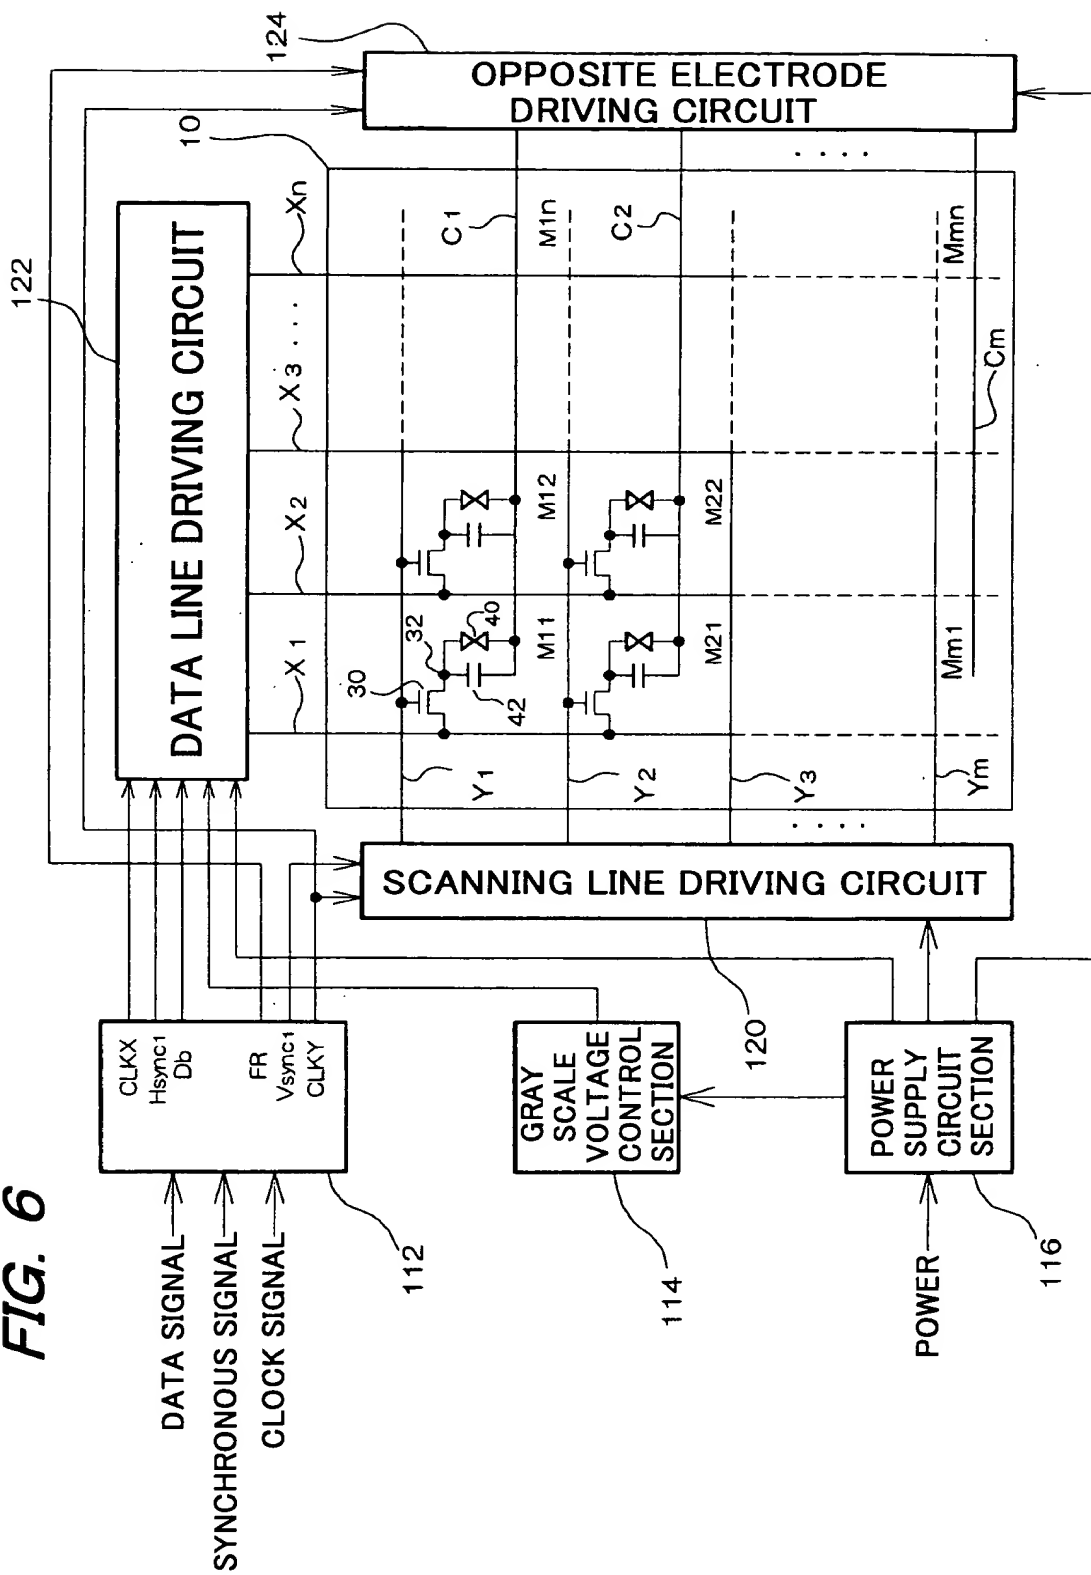 FIG. 6
DATA SIGNAL
SYNCHRONOUS SIGNAL
CLOCK SIGNAL
112
CLKX
Hsync1
Db
FR
Vsync1
CLKY
GRAY
SCALE
VOLTAGE
CONTROL
SECTION
114
POWER
POWER
SUPPLY
CIRCUIT
SECTION
116
DATA LINE DRIVING CIRCUIT
122
SCANNING LINE DRIVING CIRCUIT
120
OPPOSITE ELECTRODE
DRIVING CIRCUIT
124
10
X1
X2
X3
....
Xn
Y1
Y2
Y3
....
Ym
30
32
40
42
M11
M12
M1n
M21
M22
Mm1
Mmn
C1
C2
....
Cm